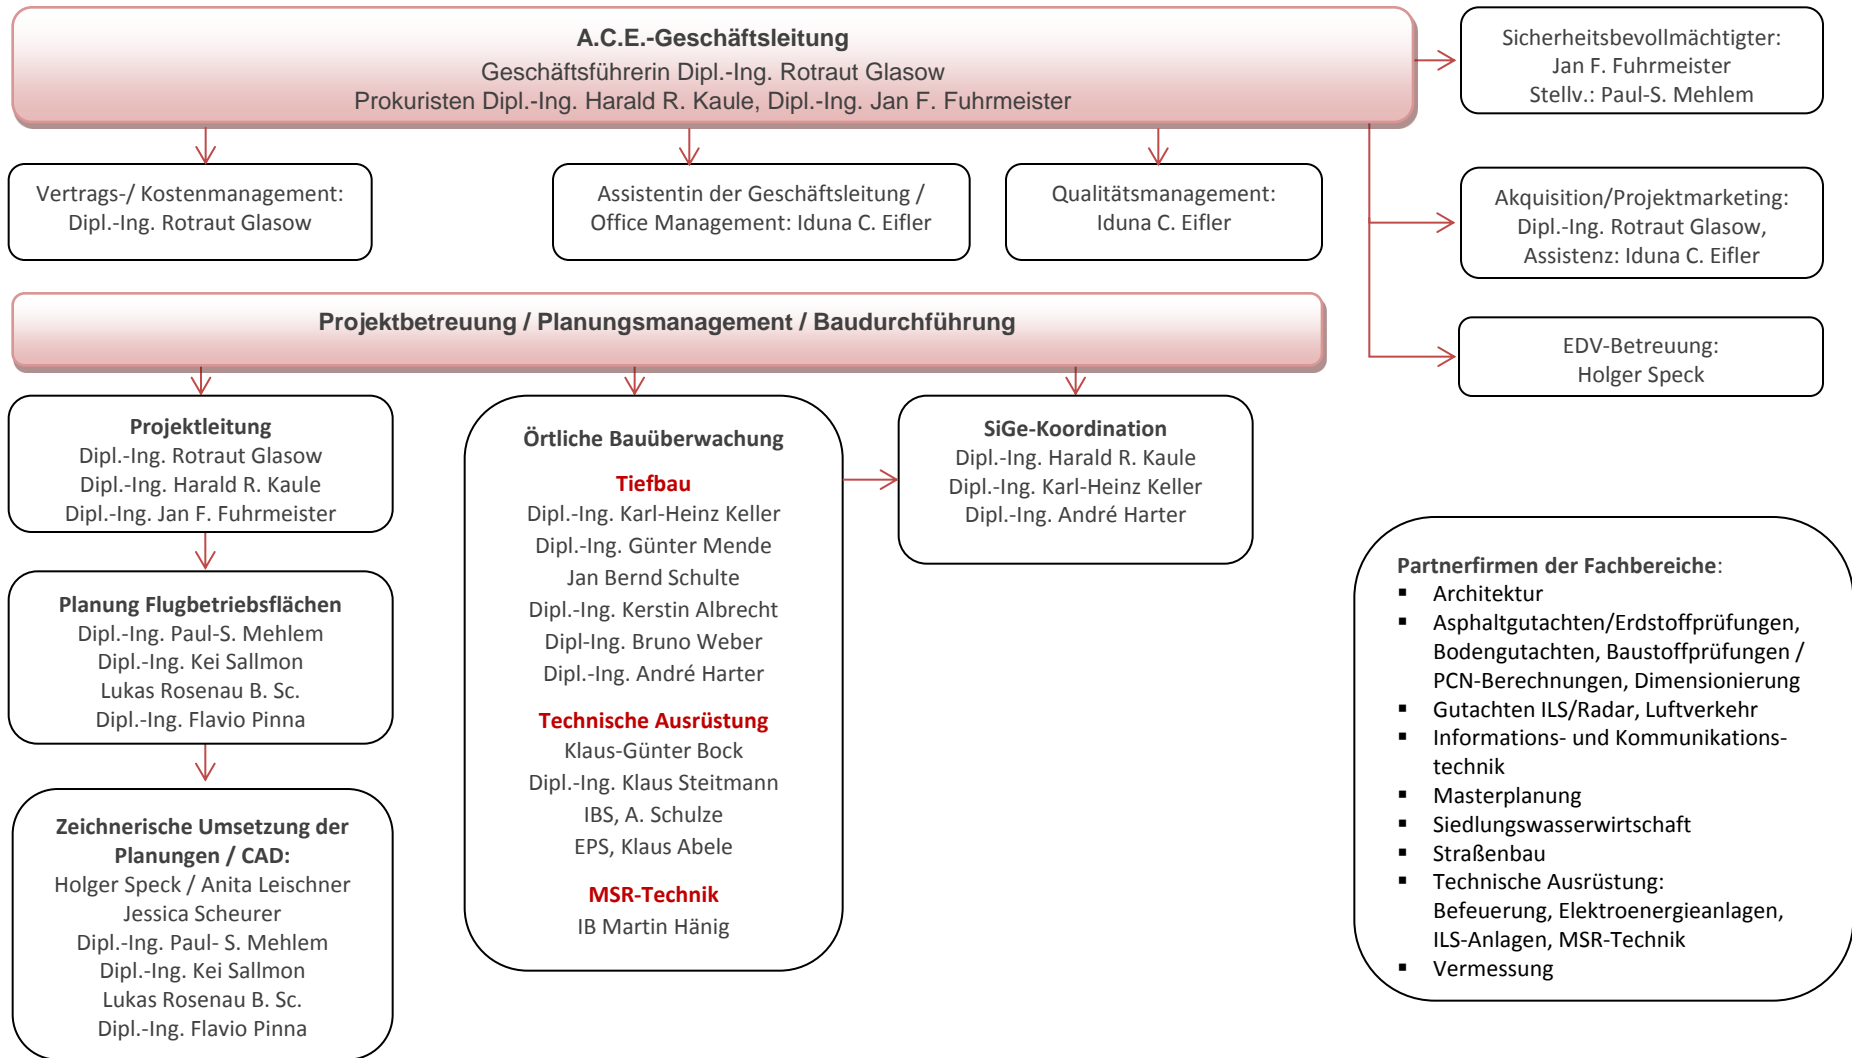 A.C.E.-Geschäftsleitung
Geschäftsführerin Dipl.-Ing. Rotraut Glasow
Prokuristen Dipl.-Ing. Harald R. Kaule, Dipl.-Ing. Jan F. Fuhrmeister
Sicherheitsbevollmächtigter:
Jan F. Fuhrmeister
Stellv.: Paul-S. Mehlem
Vertrags-/ Kostenmanagement:
Dipl.-Ing. Rotraut Glasow
Assistentin der Geschäftsleitung /
Office Management: Iduna C. Eifler
Qualitätsmanagement:
Iduna C. Eifler
Akquisition/Projektmarketing:
Dipl.-Ing. Rotraut Glasow,
Assistenz: Iduna C. Eifler
Projektbetreuung / Planungsmanagement / Baudurchführung
EDV-Betreuung:
Holger Speck
Projektleitung
Dipl.-Ing. Rotraut Glasow
Dipl.-Ing. Harald R. Kaule
Dipl.-Ing. Jan F. Fuhrmeister
Planung Flugbetriebsflächen
Dipl.-Ing. Paul-S. Mehlem
Dipl.-Ing. Kei Sallmon
Lukas Rosenau B. Sc.
Dipl.-Ing. Flavio Pinna
Zeichnerische Umsetzung der
Planungen / CAD:
Holger Speck / Anita Leischner
Jessica Scheurer
Dipl.-Ing. Paul- S. Mehlem
Dipl.-Ing. Kei Sallmon
Lukas Rosenau B. Sc.
Dipl.-Ing. Flavio Pinna
Örtliche Bauüberwachung
Tiefbau
Dipl.-Ing. Karl-Heinz Keller
Dipl.-Ing. Günter Mende
Jan Bernd Schulte
Dipl.-Ing. Kerstin Albrecht
Dipl-Ing. Bruno Weber
Dipl.-Ing. André Harter
Technische Ausrüstung
Klaus-Günter Bock
Dipl.-Ing. Klaus Steitmann
IBS, A. Schulze
EPS, Klaus Abele
MSR-Technik
IB Martin Hänig
SiGe-Koordination
Dipl.-Ing. Harald R. Kaule
Dipl.-Ing. Karl-Heinz Keller
Dipl.-Ing. André Harter
Partnerfirmen der Fachbereiche:
▪ Architektur
▪ Asphaltgutachten/Erdstoffprüfungen,
Bodengutachten, Baustoffprüfungen /
PCN-Berechnungen, Dimensionierung
▪ Gutachten ILS/Radar, Luftverkehr
▪ Informations- und Kommunikations-
technik
▪ Masterplanung
▪ Siedlungswasserwirtschaft
▪ Straßenbau
▪ Technische Ausrüstung:
Befeuerung, Elektroenergieanlagen,
ILS-Anlagen, MSR-Technik
▪ Vermessung